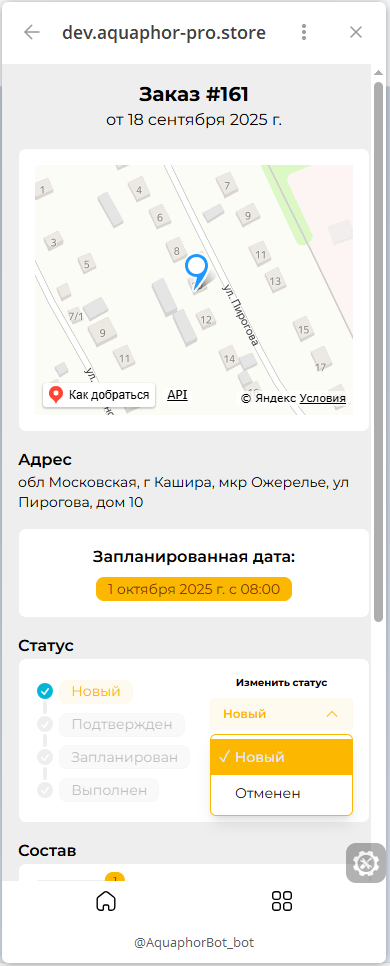 dev.aquaphor-pro.store
Заказ #161
от 18 сентября 2025 г.
1
4
7
6
9
3
8
11
5
13
7/1
12
9
15
11
14
17
ул. Пирогова
ул.
Как добраться
API
© Яндекс Условия
Адрес
обл Московская, г Кашира, мкр Ожерелье, ул
Пирогова, дом 10
Запланированная дата:
1 октября 2025 г. с 08:00
Статус
Изменить статус
Новый
Новый
Подтвержден
Запланирован
Выполнен
✓ Новый
Отменен
Состав
1
@AquaphorBot_bot